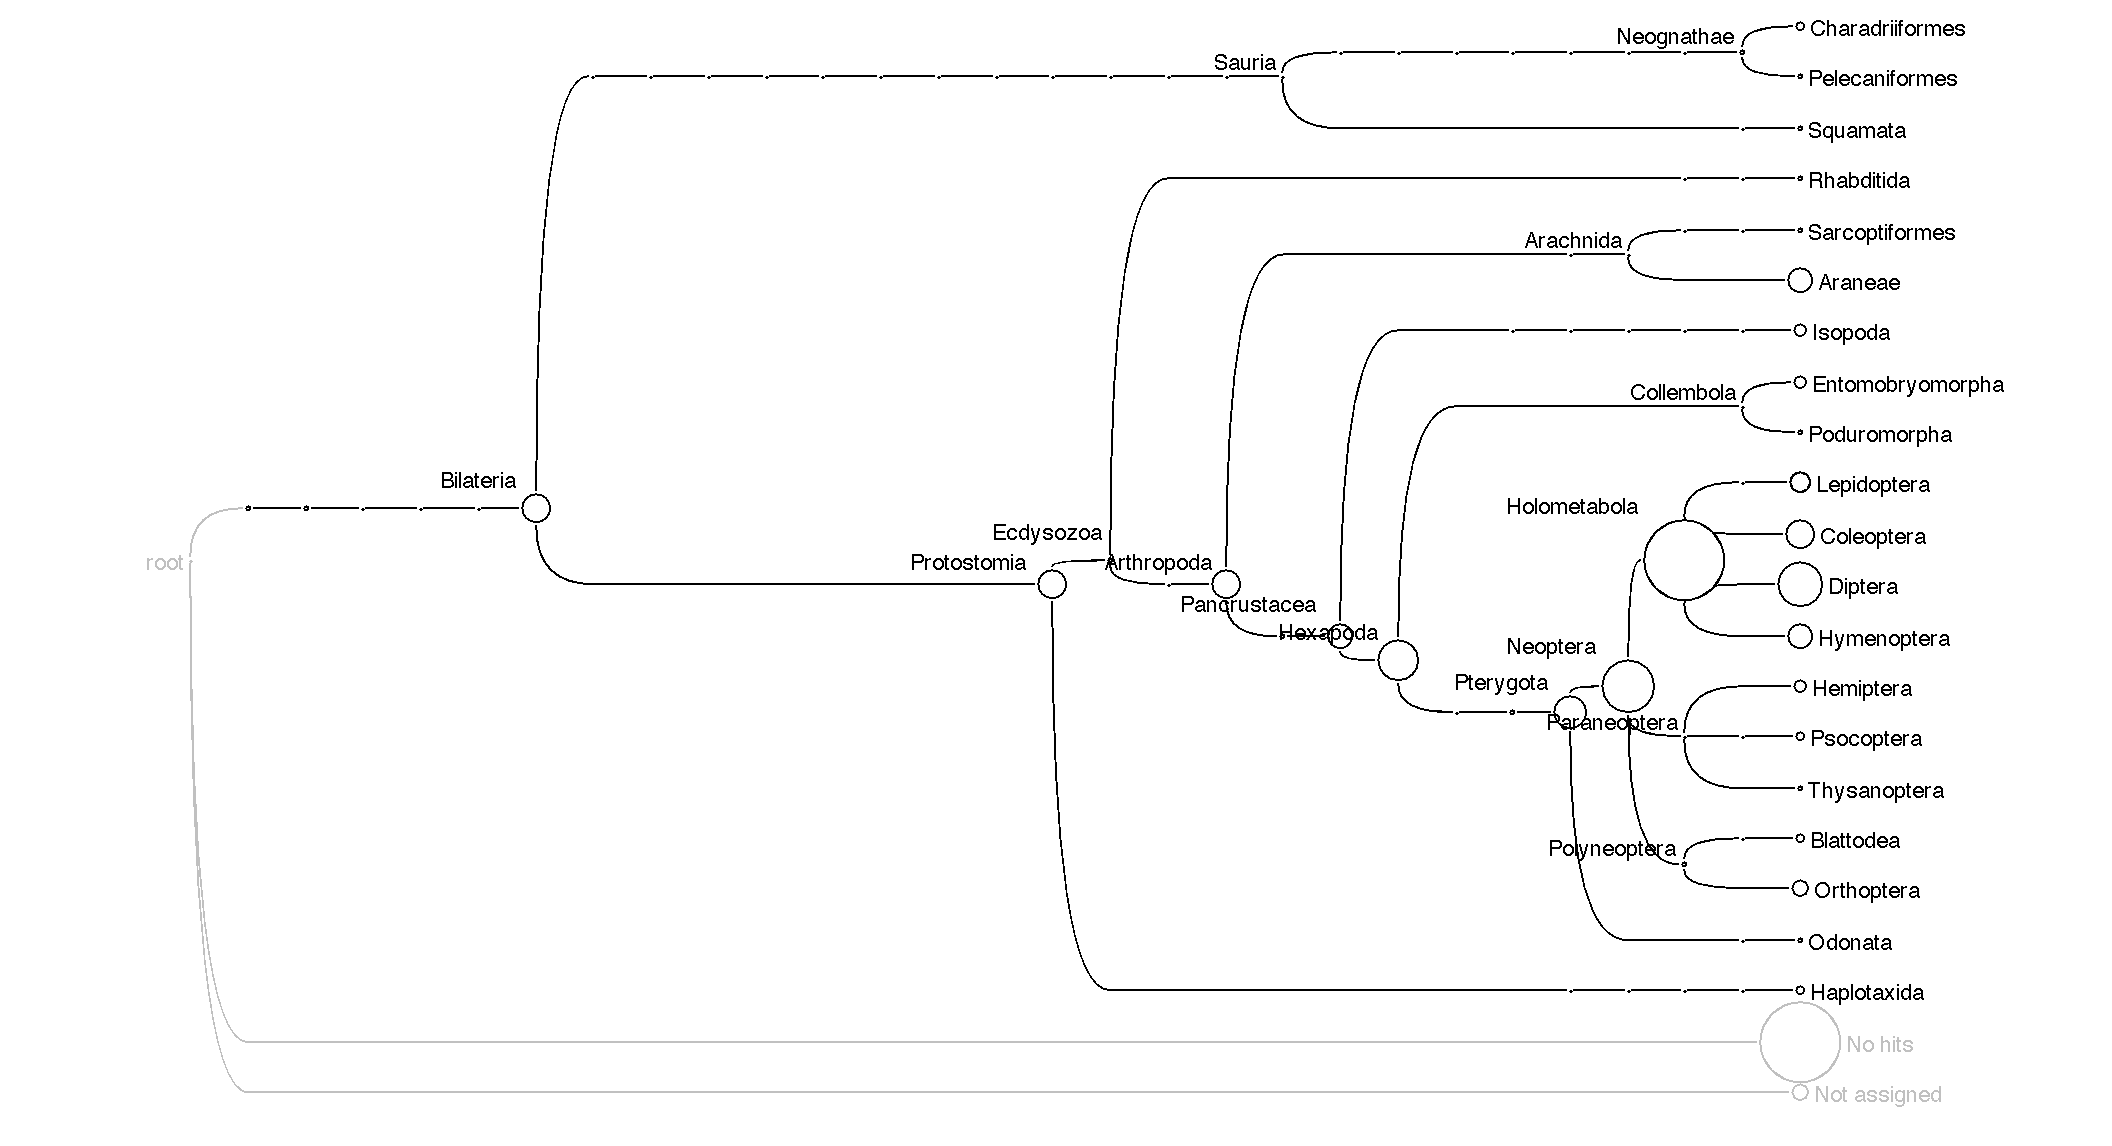 Charadriiformes
Neognathae
Sauria
Pelecaniformes
Squamata
Rhabditida
Sarcoptiformes
Arachnida
Araneae
Isopoda
Entomobryomorpha
Collembola
Poduromorpha
Bilateria
Lepidoptera
Holometabola
Ecdysozoa
Coleoptera
root
Protostomia
Arthropoda
Diptera
Pancrustacea
Hexapoda
Hymenoptera
Neoptera
Pterygota
Hemiptera
Paraneoptera
Psocoptera
Thysanoptera
Blattodea
Polyneoptera
Orthoptera
Odonata
Haplotaxida
No hits
Not assigned